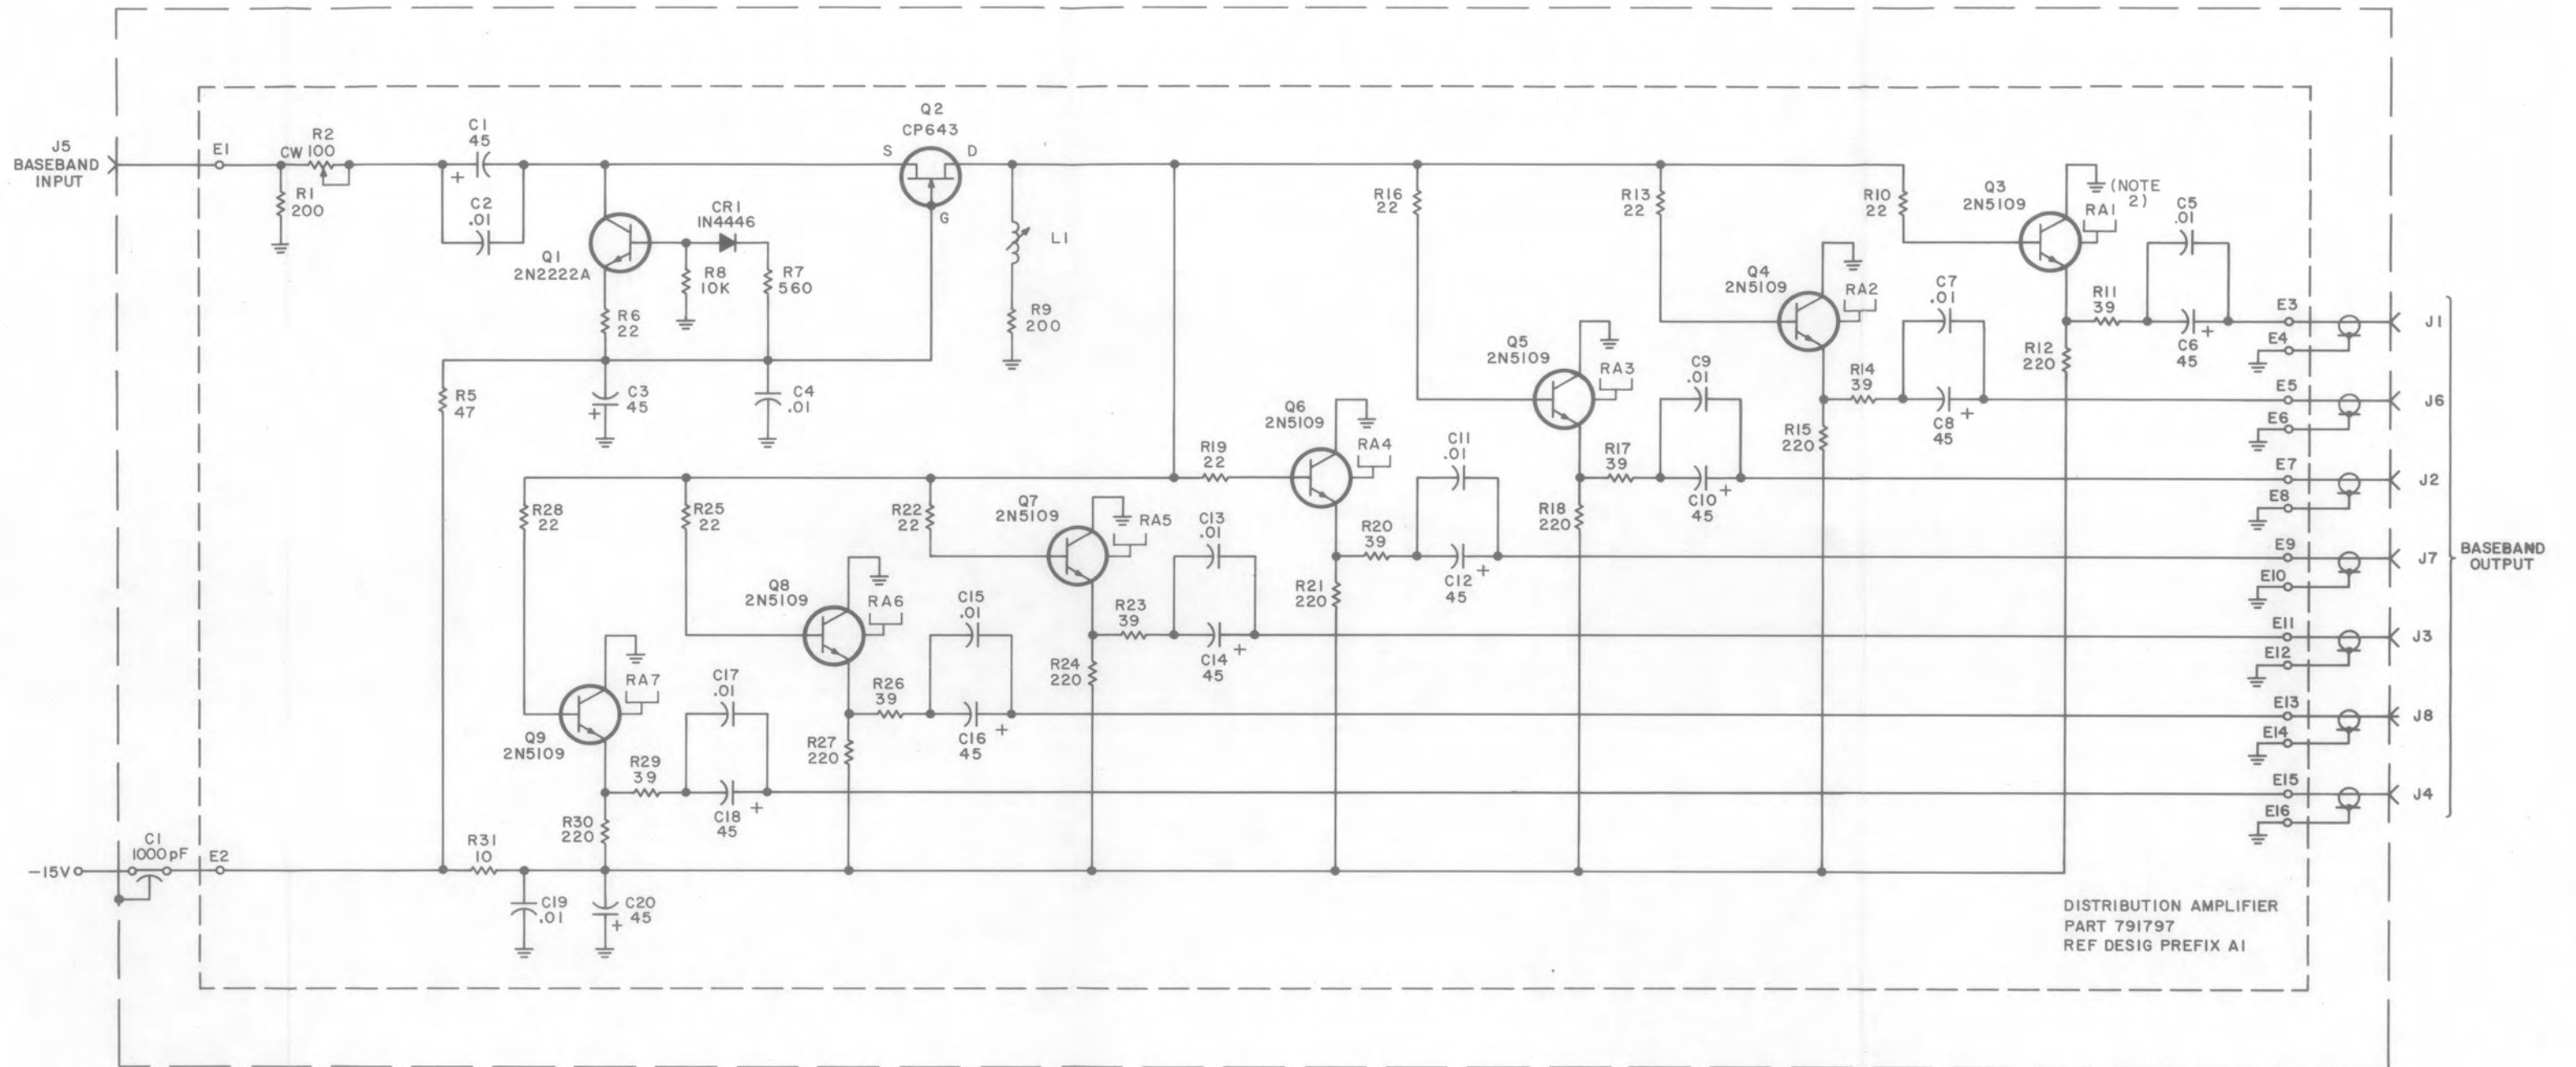 J5
BASEBAND
INPUT
E1
CW
R2
100
R1
200
C1
45
+
C2
.01
Q1
2N2222A
CR1
1N4446
R8
10K
R7
560
R6
22
R5
47
C3
45
+
C4
.01
Q2
CP643
S
D
G
L1
R9
200
R16
22
R13
22
R10
22
Q3
2N5109
(NOTE
2)
RA1
C5
.01
R11
39
C6
45
+
R12
220
Q4
2N5109
RA2
C7
.01
R14
39
C8
45
+
R15
220
Q5
2N5109
RA3
C9
.01
R17
39
C10
45
+
R18
220
Q6
2N5109
RA4
R19
22
C11
.01
R20
39
C12
45
+
R21
220
R28
22
R25
22
R22
22
Q7
2N5109
RA5
C13
.01
R23
39
C14
45
+
R24
220
Q8
2N5109
RA6
C15
.01
R26
39
C16
45
+
R27
220
Q9
2N5109
RA7
C17
.01
R29
39
C18
45
+
R30
220
E3
J1
E4
E5
J6
E6
E7
J2
E8
E9
J7
E10
E11
J3
E12
E13
J8
E14
E15
J4
E16
BASEBAND
OUTPUT
-15V
C1
1000pF
E2
R31
10
C19
.01
C20
45
+
DISTRIBUTION AMPLIFIER
PART 791797
REF DESIG PREFIX A1